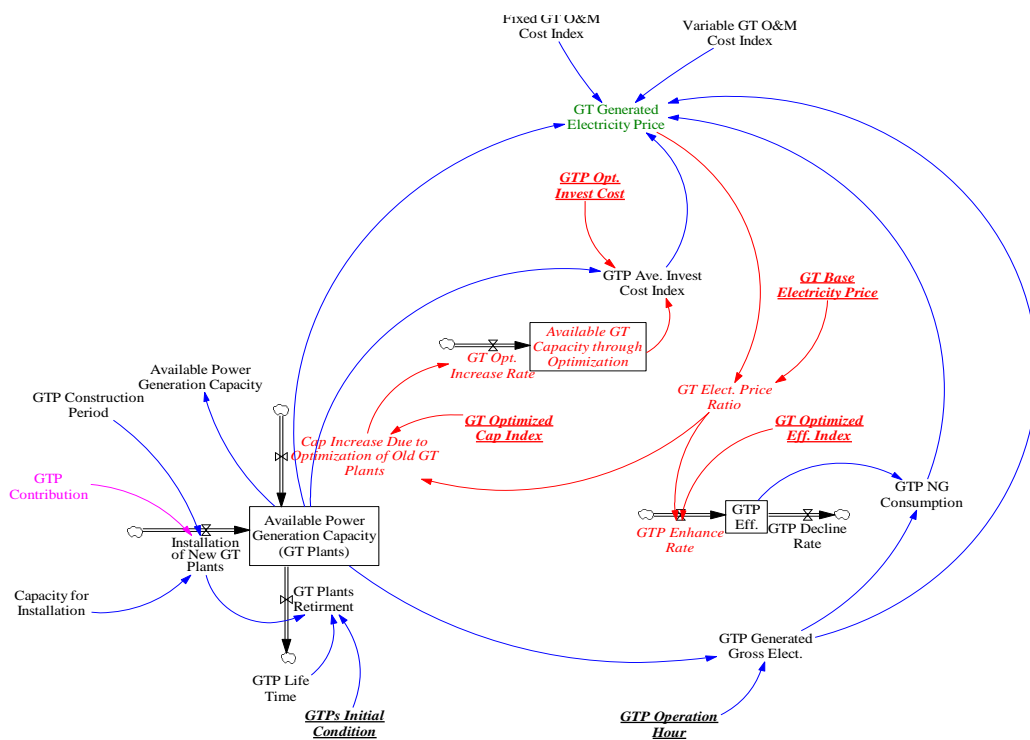 Fixed GT O&M
Cost Index
Variable GT O&M
Cost Index
GT Generated
Electricity Price
GTP Opt.
Invest Cost
GTP Ave. Invest
Cost Index
GT Base
Electricity Price
Available GT
Capacity through
Optimization
GT Opt.
Increase Rate
Available Power
Generation Capacity
GTP Construction
Period
GT Elect. Price
Ratio
GT Optimized
Cap Index
GT Optimized
Eff. Index
Cap Increase Due to
Optimization of Old GT
Plants
GTP
Contribution
GTP NG
Consumption
GTP
Eff.
GTP Enhance
Rate
GTP Decline
Rate
Available Power
Generation Capacity
(GT Plants)
Installation
of New GT
Plants
Capacity for
Installation
GT Plants
Retirment
GTP Generated
Gross Elect.
GTP Life
Time
GTPs Initial
Condition
GTP Operation
Hour